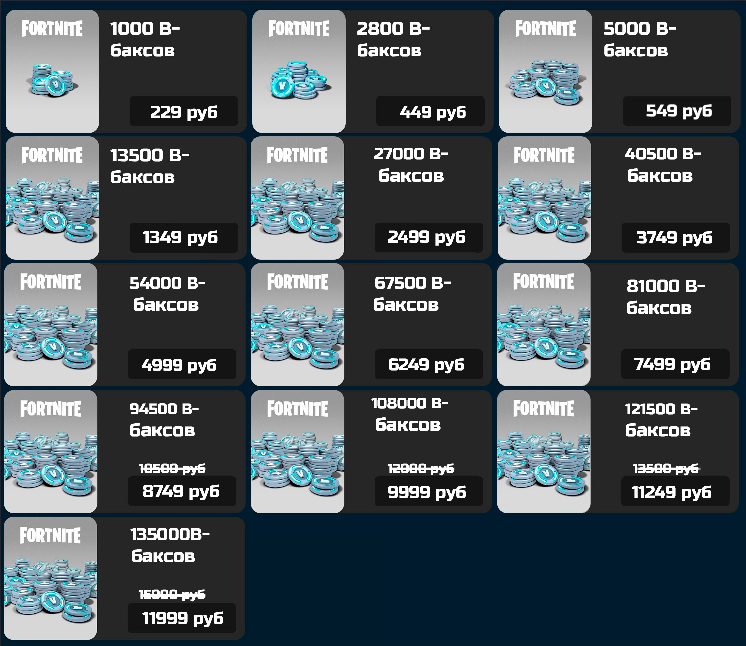 FORTNITE
1000 В-
баксов
229 руб
FORTNITE
2800 В-
баксов
449 руб
FORTNITE
5000 В-
баксов
549 руб
FORTNITE
13500 В-
баксов
1349 руб
FORTNITE
27000 В-
баксов
2499 руб
FORTNITE
40500 В-
баксов
3749 руб
FORTNITE
54000 В-
баксов
4999 руб
FORTNITE
67500 В-
баксов
6249 руб
FORTNITE
81000 В-
баксов
7499 руб
FORTNITE
94500 В-
баксов
10500 руб
8749 руб
FORTNITE
108000 В-
баксов
12000 руб
9999 руб
FORTNITE
121500 В-
баксов
13500 руб
11249 руб
FORTNITE
135000В-
баксов
15000 руб
11999 руб